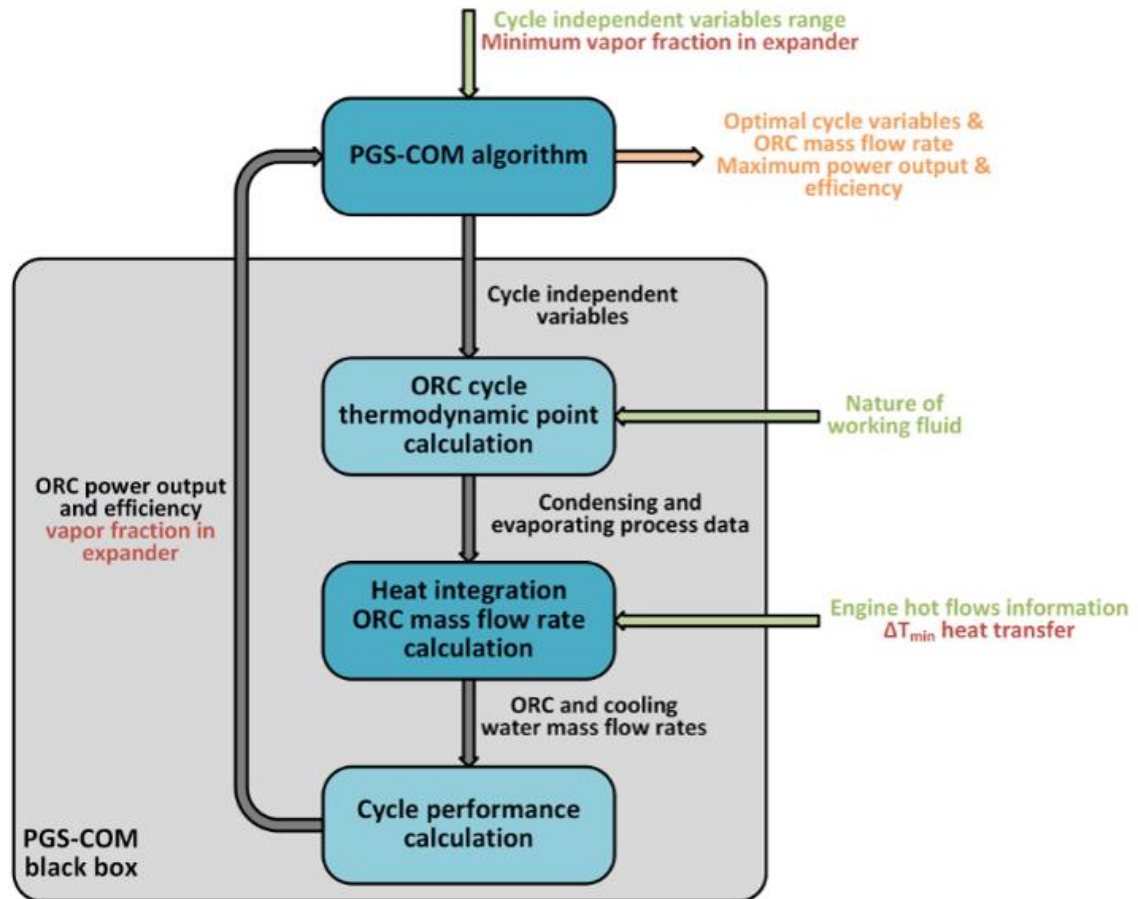 Cycle independent variables range
Minimum vapor fraction in expander
PGS-COM algorithm
Optimal cycle variables &
ORC mass flow rate
Maximum power output &
efficiency
Cycle independent
variables
ORC cycle
thermodynamic point
calculation
Nature of
working fluid
ORC power output
and efficiency
vapor fraction in
expander
Condensing and
evaporating process data
Heat integration
ORC mass flow rate
calculation
Engine hot flows information
ΔTmin heat transfer
ORC and cooling
water mass flow rates
Cycle performance
calculation
PGS-COM
black box